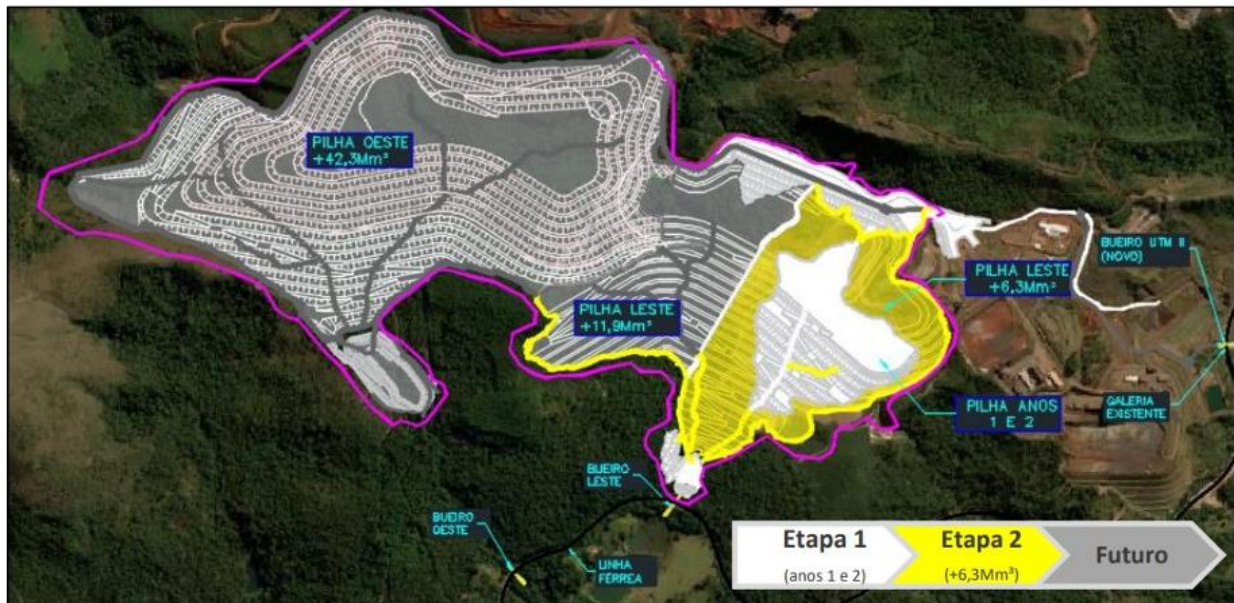 PILHA OESTE
+42,3Mm³
BUEIRO UTM II
(NOVO)
PILHA LESTE
+6,3Mm³
PILHA LESTE
+11,9Mm³
PILHA ANOS
1 E 2
GALERIA
EXISTENTE
BUEIRO
LESTE
BUEIRO
OESTE
LINHA
FÉRREA
Etapa 1
(anos 1 e 2)
Etapa 2
(+6,3Mm³)
Futuro